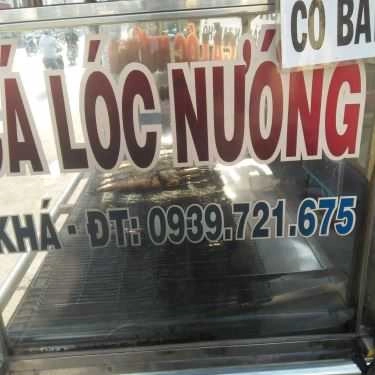 CÓ BÁ
CÁ LÓC NƯỚNG
KHÁ - ĐT: 0939.721.675